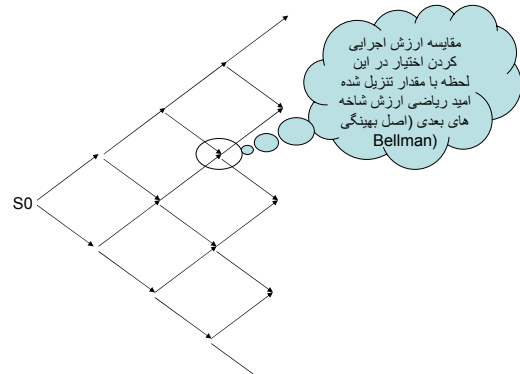 مقایسه ارزش اجرایی
کردن اختیار در این
لحظه با مقدار تنزیل شده
امید ریاضی ارزش شاخه
های بعدی (اصل بهینگی
Bellman)
S0